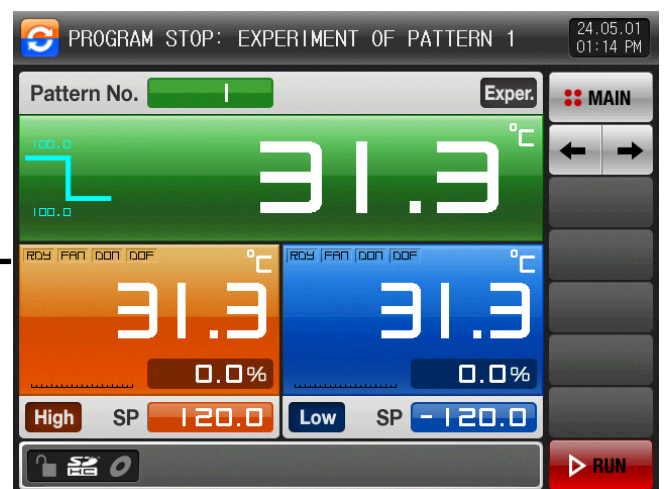 PROGRAM STOP: EXPERIMENT OF PATTERN 1
24.05.01
01:14 PM
Pattern No. 1 Exper.
MAIN
100.0
100.0
31.3 °C
RDY FAN DON DOF °C
31.3
0.0%
RDY FAN DON DOF °C
31.3
0.0%
High SP 120.0
Low SP -120.0
SD HC
RUN